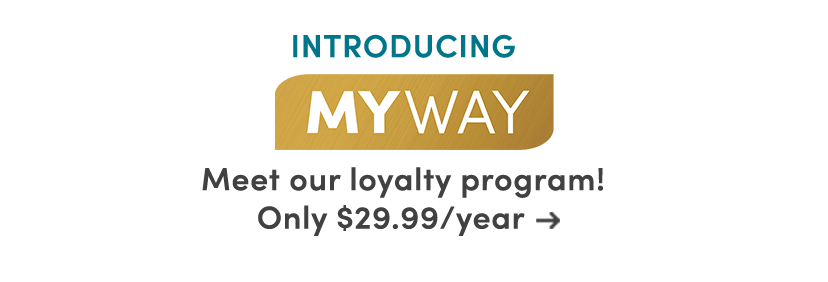 INTRODUCING
MYWAY
Meet our loyalty program!
Only $29.99/year →